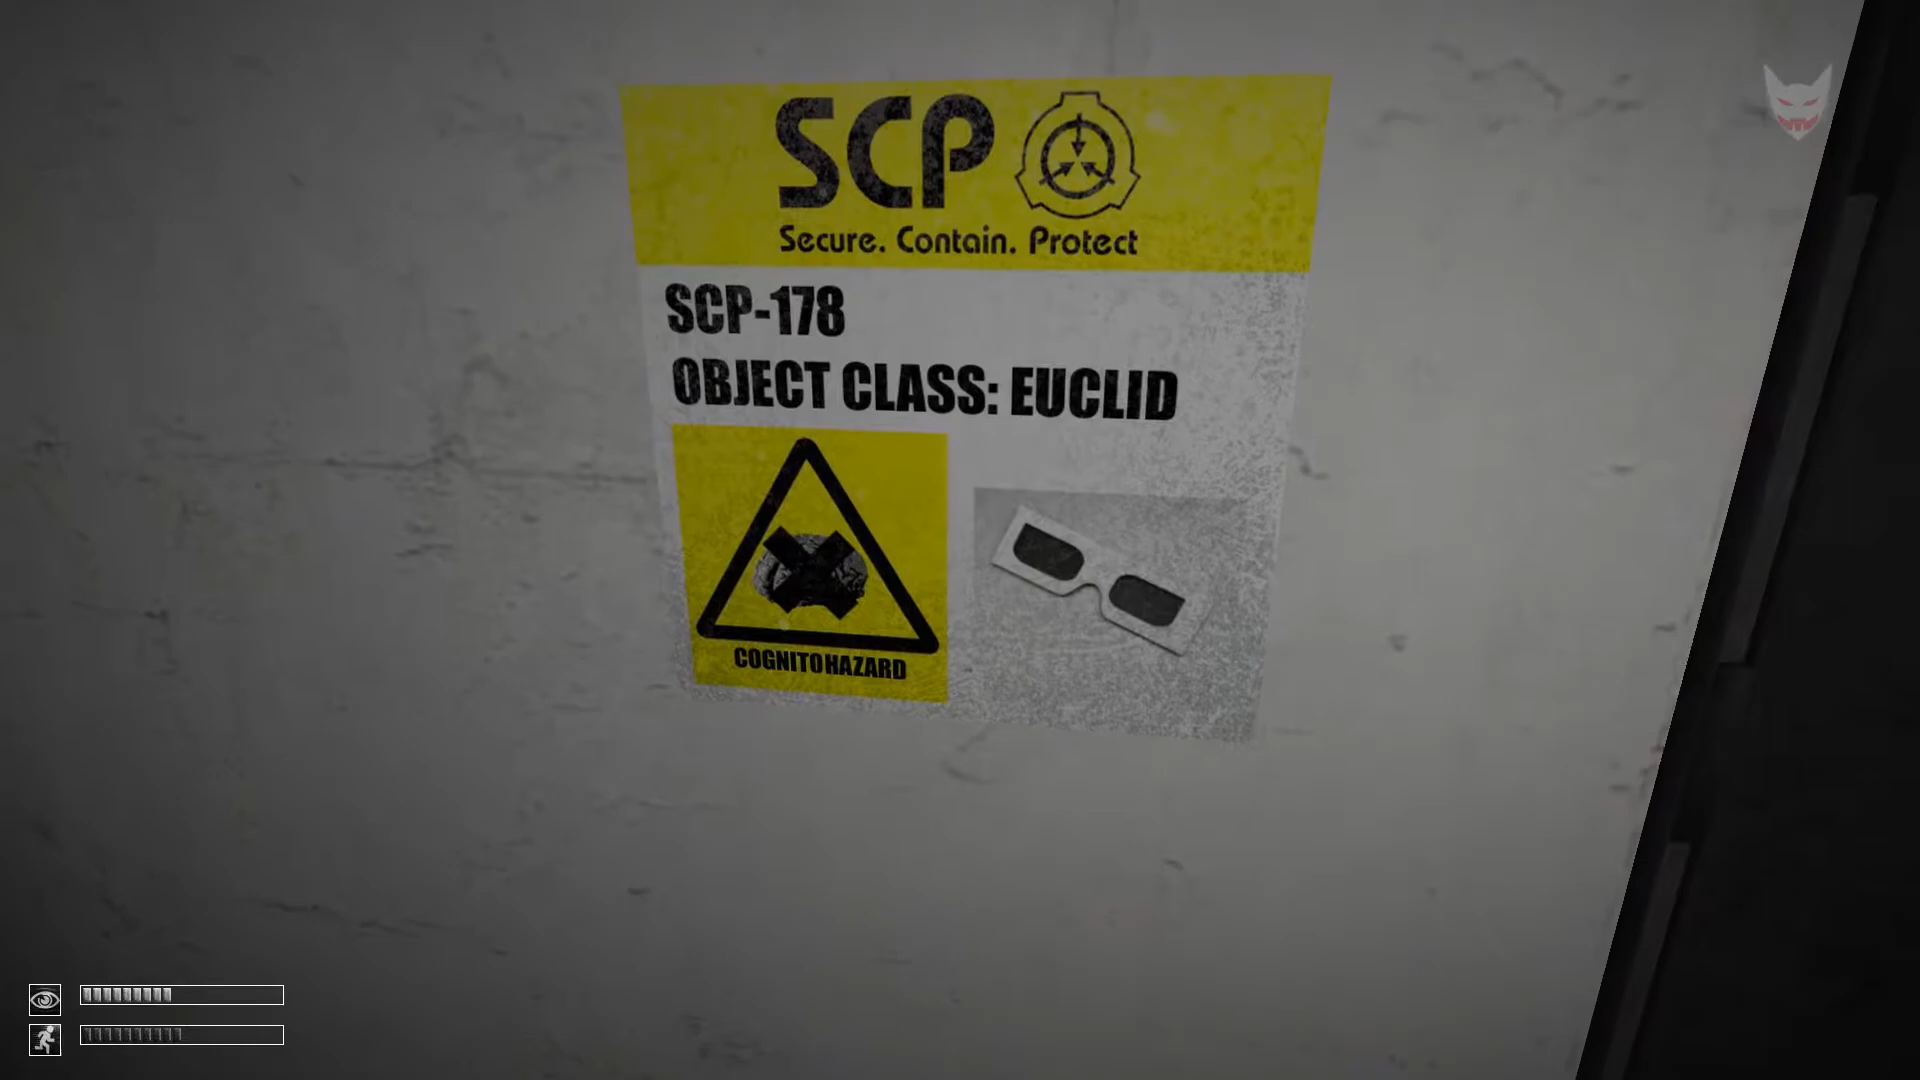 SCP
Secure. Contain. Protect
SCP-178
OBJECT CLASS: EUCLID
COGNITOHAZARD